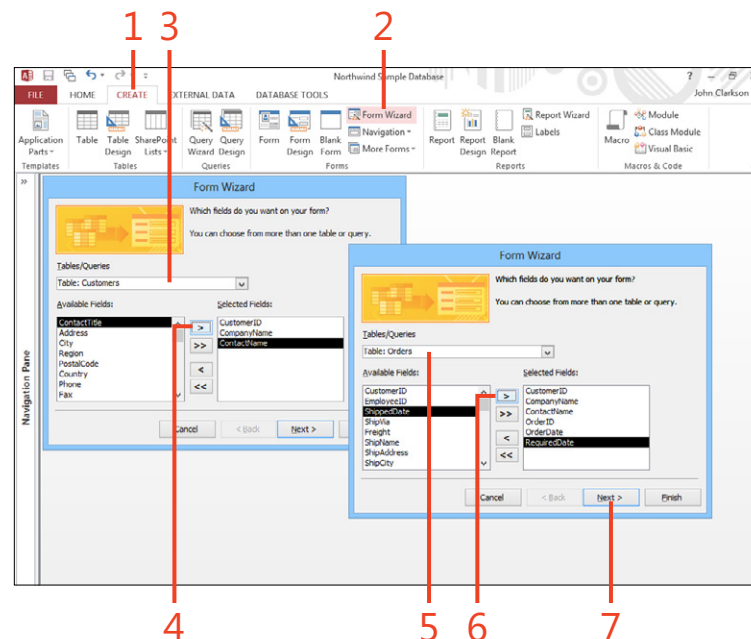 1 3 2
Northwind Sample Database ?
FILE HOME CREATE EXTERNAL DATA DATABASE TOOLS John Clarkson
Application Parts
Table
Table Design
SharePoint Lists
Query Wizard
Query Design
Form
Form Design
Blank Form
Form Wizard
Navigation
More Forms
Report
Report Design
Blank Report
Report Wizard
Labels
Macro
Module
Class Module
Visual Basic
Templates Tables Queries Forms Reports Macros & Code
»
Navigation Pane
Form Wizard
Which fields do you want on your form?
You can choose from more than one table or query.
Tables/Queries
Table: Customers
Available Fields: Selected Fields:
ContactTitle
Address
City
Region
PostalCode
Country
Phone
Fax
>
>>
<
<<
CustomerID
CompanyName
ContactName
Cancel < Back Next >
Form Wizard
Which fields do you want on your form?
You can choose from more than one table or query.
Tables/Queries
Table: Orders
Available Fields: Selected Fields:
CustomerID
EmployeeID
ShippedDate
ShipVia
Freight
ShipName
ShipAddress
ShipCity
>
>>
<
<<
CustomerID
CompanyName
ContactName
OrderID
OrderDate
RequiredDate
Cancel < Back Next > Finish
4 5 6 7